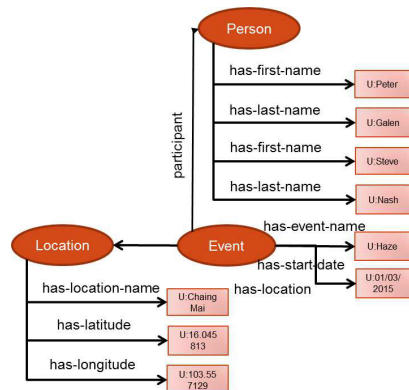 Person
has-first-name
U:Peter
has-last-name
U:Galen
has-first-name
U:Steve
has-last-name
U:Nash
participant
Location
Event
has-event-name
U:Haze
has-start-date
U:01/03/
2015
has-location
has-location-name
U:Chaing
Mai
has-latitude
U:16.045
813
has-longitude
U:103.55
7129